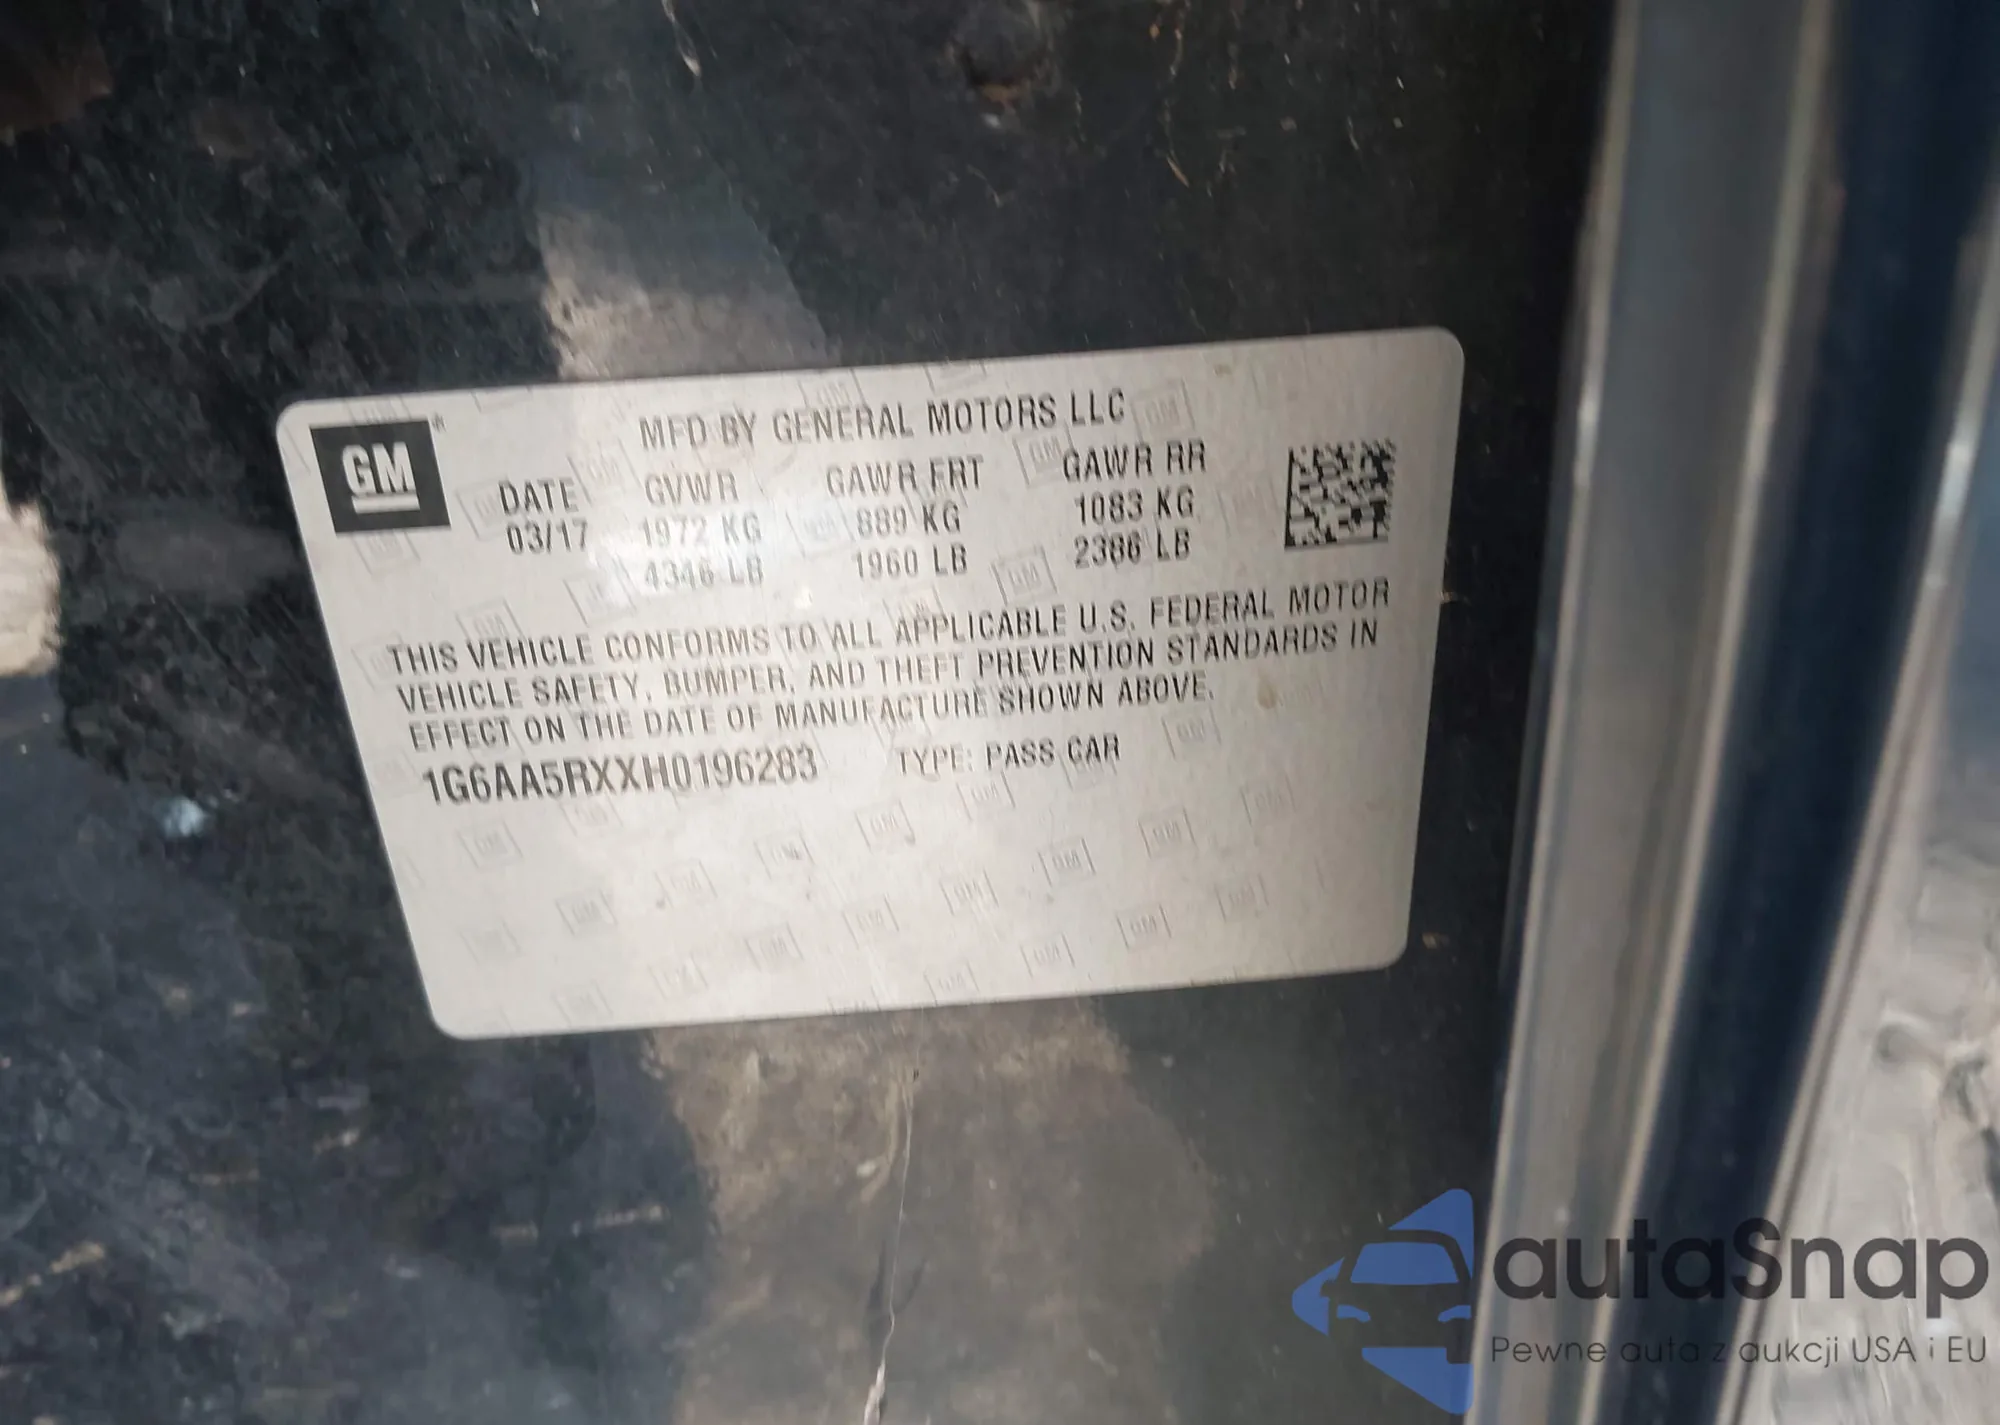 GM
MFD BY GENERAL MOTORS LLC
DATE GVWR GAWR FRT GAWR RR
03/17 1972 KG 889 KG 1083 KG
4346 LB 1960 LB 2386 LB
THIS VEHICLE CONFORMS TO ALL APPLICABLE U.S. FEDERAL MOTOR
VEHICLE SAFETY, BUMPER, AND THEFT PREVENTION STANDARDS IN
EFFECT ON THE DATE OF MANUFACTURE SHOWN ABOVE.
1G6AA5RXXH0196283 TYPE: PASS CAR
autaSnap
Pewne auta z aukcji USA i EU